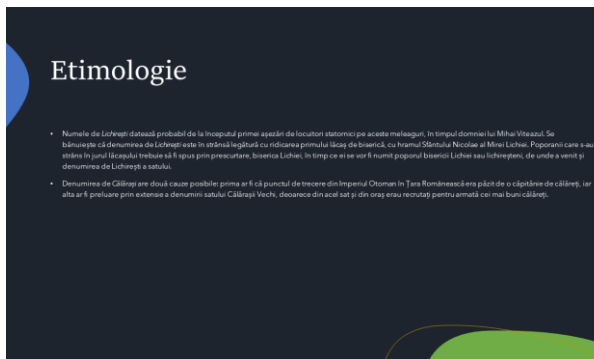 Etimologie
• Numele de Lichirești datează probabil de la începutul primei așezări de locuitori statornici pe aceste meleaguri, în timpul domniei lui Mihai Viteazul. Se
bănuiește că denumirea de Lichirești este în strânsă legătură cu ridicarea primului lăcaș de biserică, cu hramul Sfântului Nicolae al Mirei Lichiei. Poporanii care s-au
strâns în jurul lăcașului trebuie să fi spus prin prescurtare, biserica Lichiei, în timp ce ei se vor fi numit poporul bisericii Lichiei sau lichireșteni, de unde a venit și
denumirea de Lichirești a satului.
• Denumirea de Călărași are două cauze posibile: prima ar fi că punctul de trecere din Imperiul Otoman în Țara Românească era păzit de o căpitănie de călăreți, iar
alta ar fi preluare prin extensie a denumirii satului Călărașii Vechi, deoarece din acel sat și din oraș erau recrutați pentru armată cei mai buni călăreți.